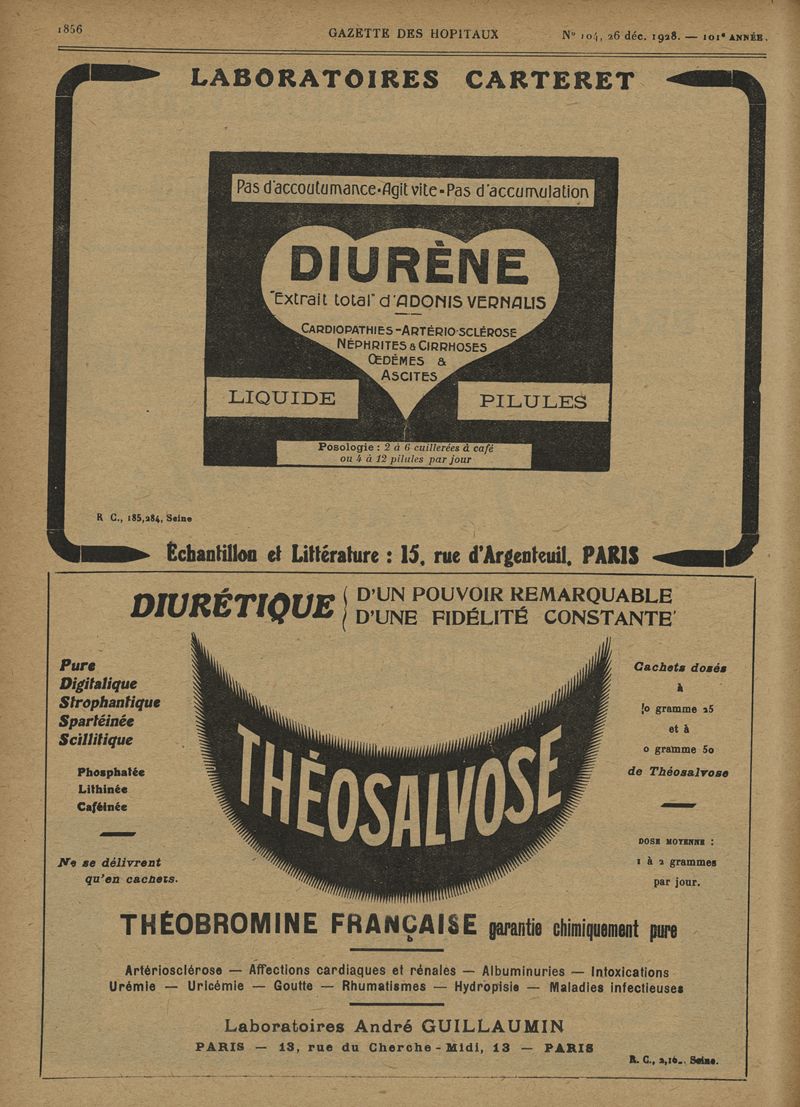 1856
GAZETTE DES HOPITAUX
N° 104, 26 déc. 1928. — 101e ANNÉE.
LABORATOIRES CARTERET
Pas d'accoutumance•Agit vite•Pas d'accumulation
DIURÈNE
"Extrait total" d'ADONIS VERNALIS
CARDIOPATHIES-ARTÉRIO-SCLÉROSE
NÉPHRITES & CIRRHOSES
ŒDÈMES &
ASCITES
LIQUIDE
PILULES
Posologie : 2 à 6 cuillerées à café
ou 4 à 12 pilules par jour
R C., 185,284, Seine
Échantillon et Littérature : 15, rue d'Argenteuil, PARIS
DIURÉTIQUE
D'UN POUVOIR REMARQUABLE
D'UNE FIDÉLITÉ CONSTANTE
Pure
Digitalique
Strophantique
Spartéinée
Scillitique
Phosphatée
Lithinée
Caféinée
Ne se délivrent
qu'en cachets.
THÉOSALVOSE
Cachets dosés
à
0 gramme 25
et à
0 gramme 50
de Théosalvose
DOSE MOYENNE :
1 à 2 grammes
par jour.
THÉOBROMINE FRANÇAISE garantie chimiquement pure
Artériosclérose — Affections cardiaques et rénales — Albuminuries — Intoxications
Urémie — Uricémie — Goutte — Rhumatismes — Hydropisie — Maladies infectieuses
Laboratoires André GUILLAUMIN
PARIS — 13, rue du Cherche-Midi, 13 — PARIS
R. C., Seine.